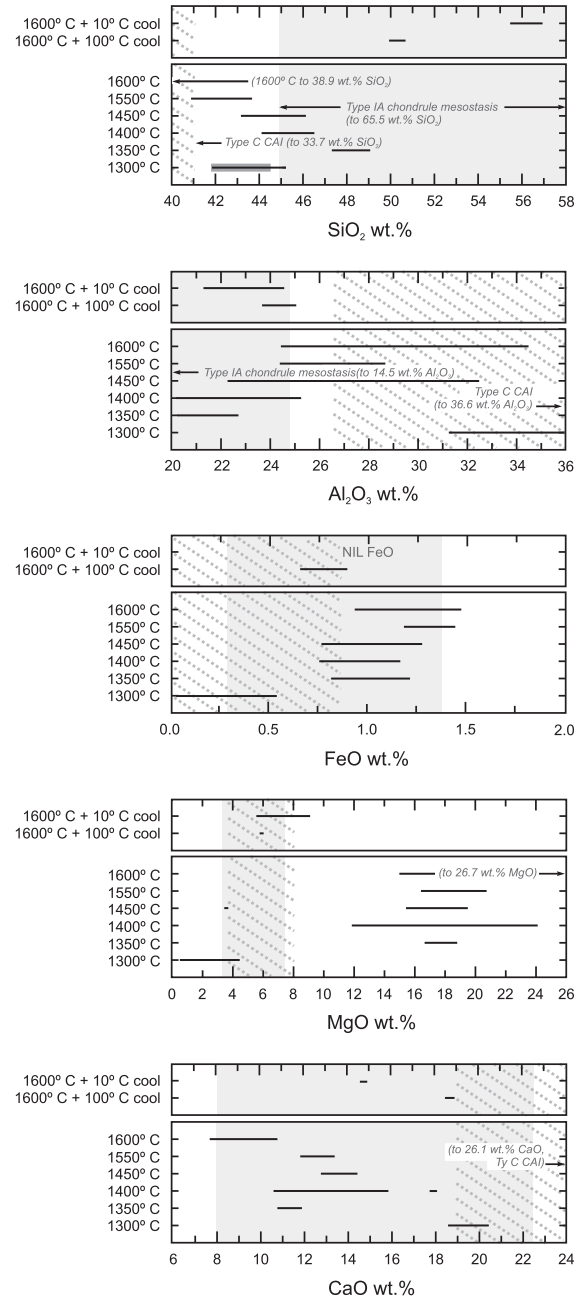 1600º C + 10º C cool
1600º C + 100º C cool
1600º C (1600º C to 38.9 wt.% SiO₂)
1550º C
Type IA chondrule mesostasis
1450º C (to 65.5 wt.% SiO₂)
1400º C
Type C CAI (to 33.7 wt.% SiO₂)
1350º C
1300º C
40 42 44 46 48 50 52 54 56 58
SiO₂ wt.%
1600º C + 10º C cool
1600º C + 100º C cool
1600º C
1550º C
Type IA chondrule mesostasis(to 14.5 wt.% Al₂O₃)
1450º C
Type C CAI
1400º C (to 36.6 wt.% Al₂O₃)
1350º C
1300º C
20 22 24 26 28 30 32 34 36
Al₂O₃ wt.%
1600º C + 10º C cool NIL FeO
1600º C + 100º C cool
1600º C
1550º C
1450º C
1400º C
1350º C
1300º C
0.0 0.5 1.0 1.5 2.0
FeO wt.%
1600º C + 10º C cool
1600º C + 100º C cool
1600º C (to 26.7 wt.% MgO)
1550º C
1450º C
1400º C
1350º C
1300º C
0 2 4 6 8 10 12 14 16 18 20 22 24 26
MgO wt.%
1600º C + 10º C cool
1600º C + 100º C cool
1600º C
(to 26.1 wt.% CaO,
1550º C
Ty C CAI)
1450º C
1400º C
1350º C
1300º C
6 8 10 12 14 16 18 20 22 24
CaO wt.%